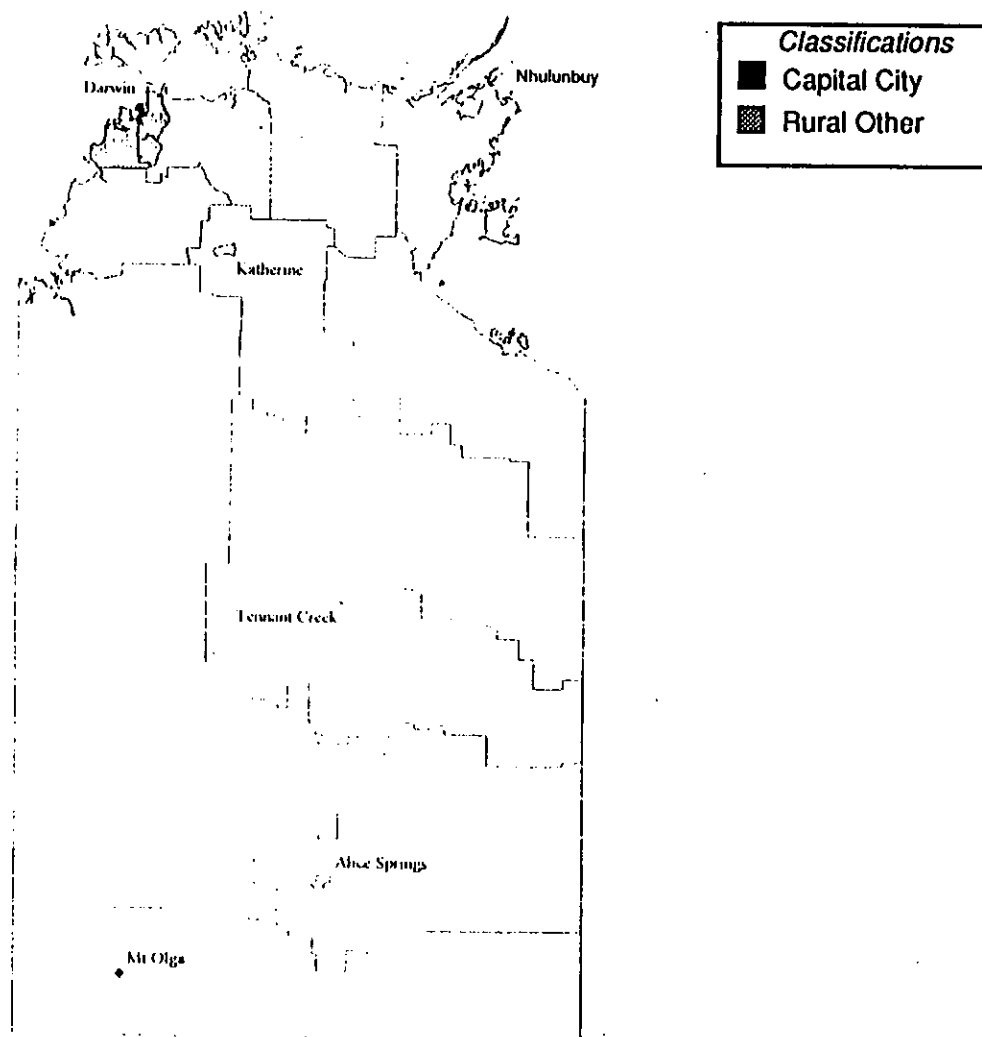 Classifications
Capital City
Rural Other
Darwin
Nhulunbuy
Katherine
Tennant Creek
Alice Springs
Mt Olga